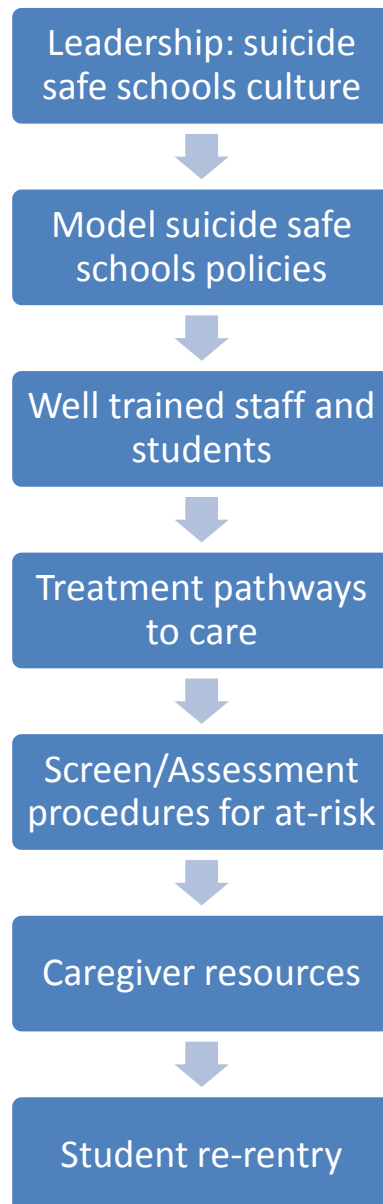 Leadership: suicide
safe schools culture
Model suicide safe
schools policies
Well trained staff and
students
Treatment pathways
to care
Screen/Assessment
procedures for at-risk
Caregiver resources
Student re-rentry